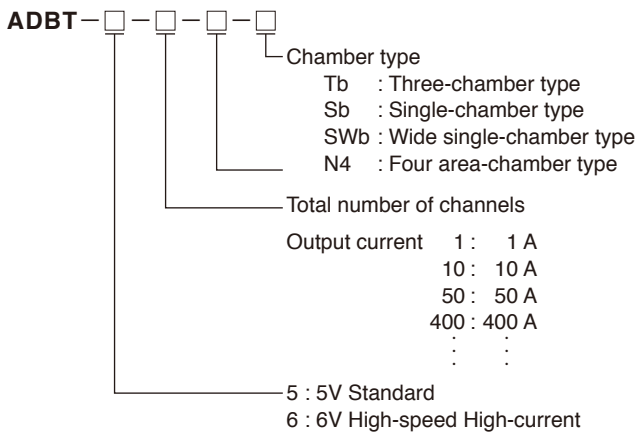 ADBT－□－□－□－□
Chamber type
Tb : Three-chamber type
Sb : Single-chamber type
SWb : Wide single-chamber type
N4 : Four area-chamber type
Total number of channels
Output current 1 : 1 A
10 : 10 A
50 : 50 A
400 : 400 A
: :
5 : 5V Standard
6 : 6V High-speed High-current